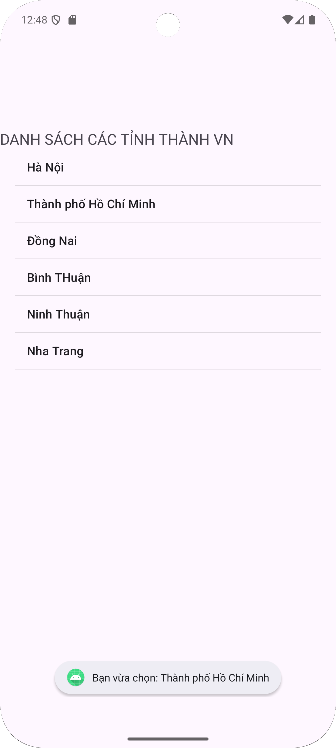 12:48
DANH SÁCH CÁC TỈNH THÀNH VN
Hà Nội
Thành phố Hồ Chí Minh
Đồng Nai
Bình THuận
Ninh Thuận
Nha Trang
Bạn vừa chọn: Thành phố Hồ Chí Minh